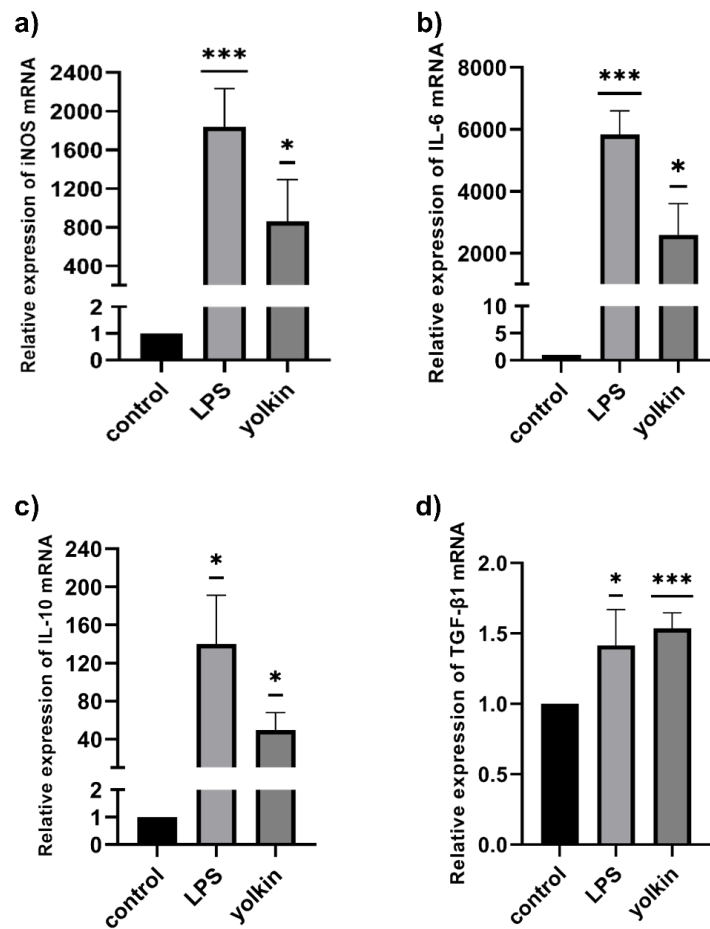 a)
Relative expression of iNOS mRNA
2400
2000
1600
1200
800
400
2
1
0
***
*
control
LPS
yolkin
b)
Relative expression of IL-6 mRNA
8000
6000
4000
2000
10
5
0
***
*
control
LPS
yolkin
c)
Relative expression of IL-10 mRNA
240
200
160
120
80
40
2
1
0
*
*
control
LPS
yolkin
d)
Relative expression of TGF-β1 mRNA
2.0
1.5
1.0
0.5
0.0
*
***
control
LPS
yolkin